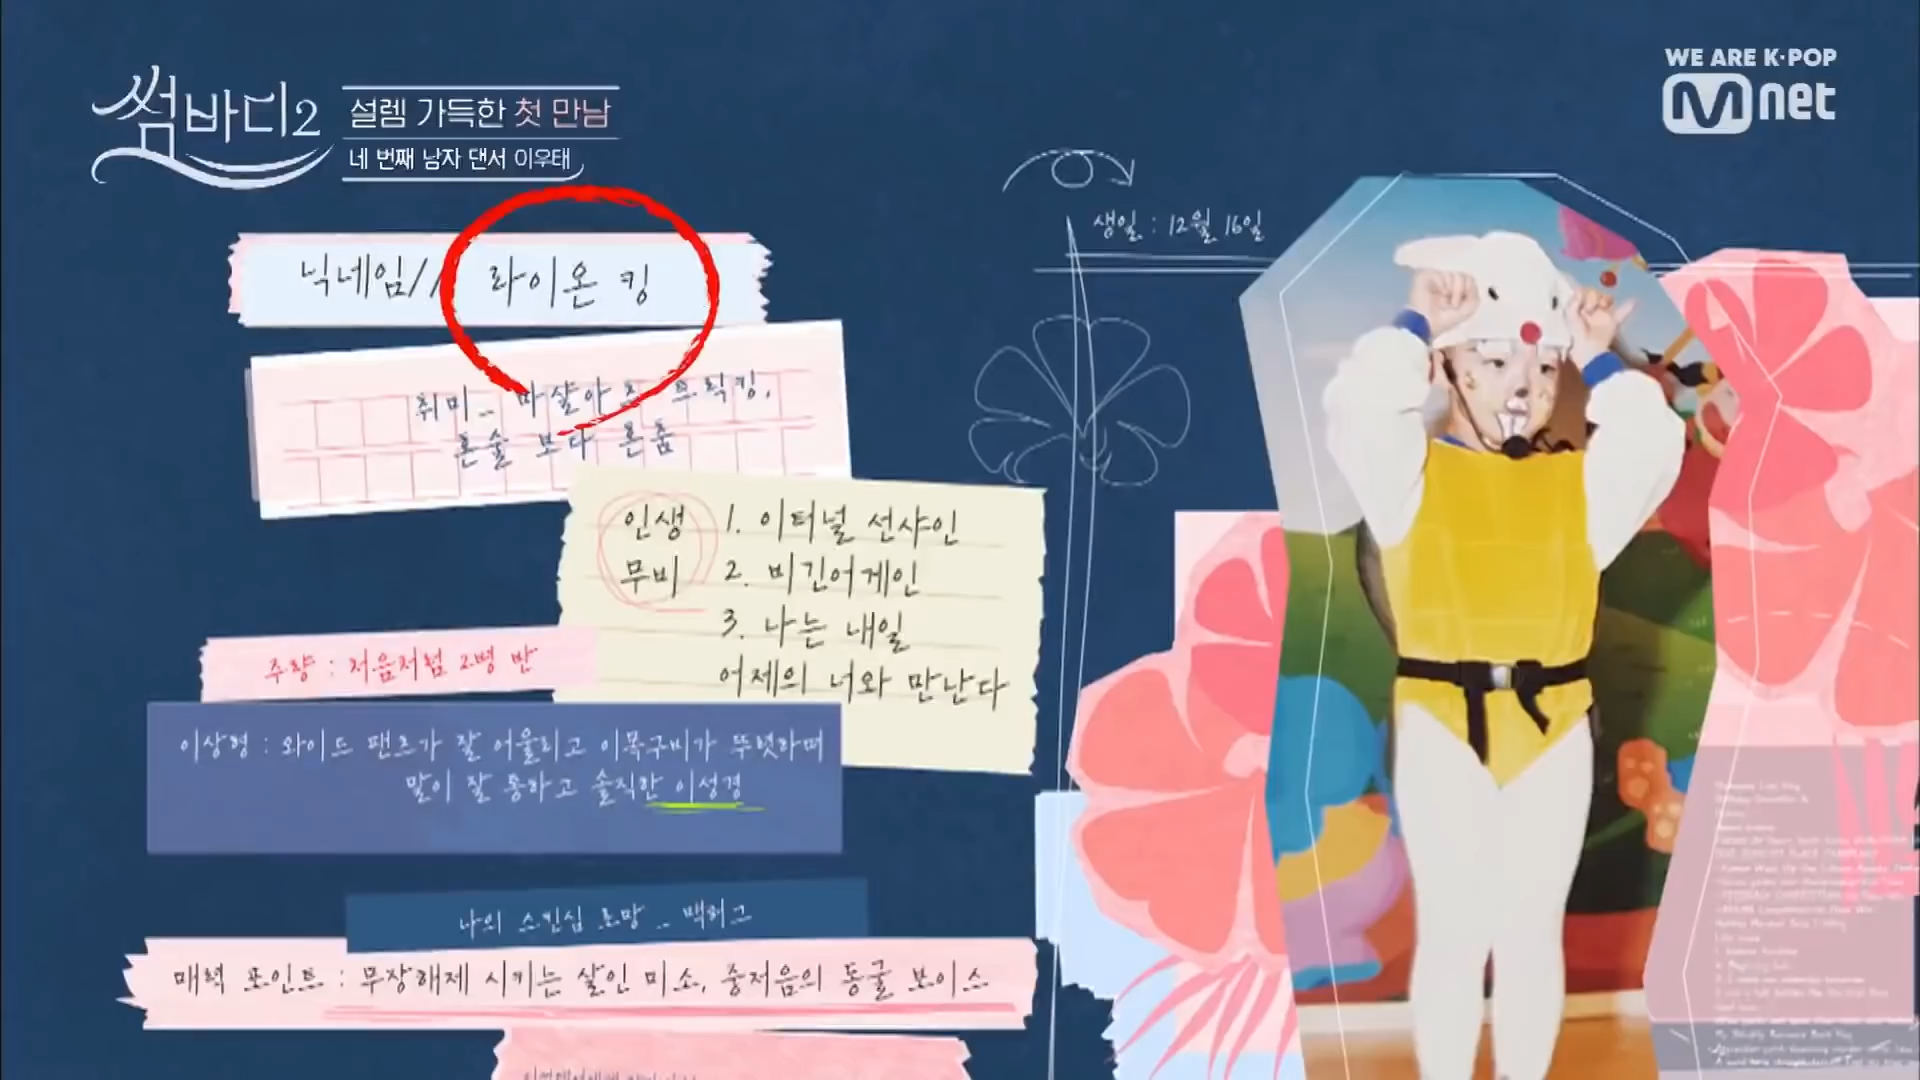 썸바디2
설렘 가득한 첫 만남
네 번째 남자 댄서 이우태
WE ARE K·POP
Mnet
닉네임// 라이온 킹
생일 : 12월 16일
취미_ 마샬아츠 트릭킹,
혼술 보다 혼춤
인생 무비
1. 이터널 선샤인
2. 비긴어게인
3. 나는 내일
어제의 너와 만난다
주량 : 처음처럼 2병 반
이상형 : 와이드 팬츠가 잘 어울리고 이목구비가 뚜렷하며
말이 잘 통하고 솔직한 이성경
나의 스킨십 로망_ 백허그
매력 포인트 : 무장해제 시키는 살인 미소, 중저음의 동굴 보이스